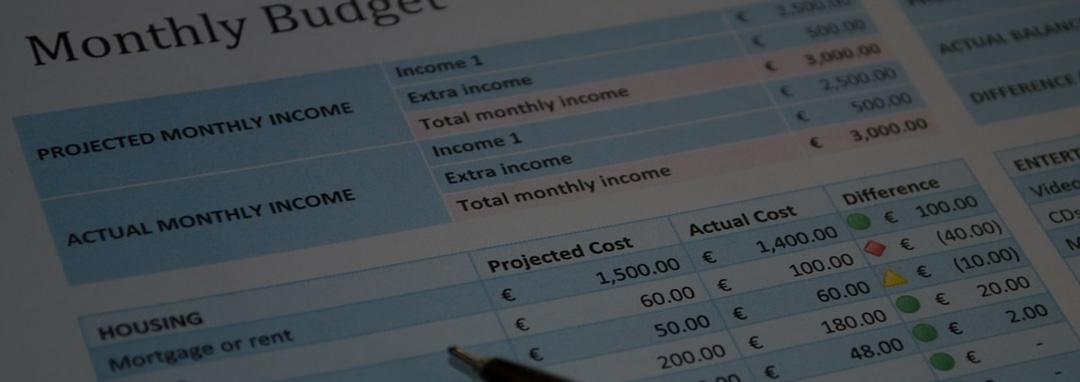 Monthly Budget
PROJECTED MONTHLY INCOME
Income 1 € 2,500.00
Extra income € 500.00
Total monthly income € 3,000.00
ACTUAL MONTHLY INCOME
Income 1 € 2,500.00
Extra income € 500.00
Total monthly income € 3,000.00
ACTUAL
DIFFERENCE
HOUSING Projected Cost Actual Cost Difference
Mortgage or rent € 1,500.00 € 1,400.00 € 100.00
€ 60.00 € 100.00 € (40.00)
€ 50.00 € 60.00 € (10.00)
200.00 € 180.00 € 20.00
€ 48.00 € 2.00
€ -
-
Video
CDs